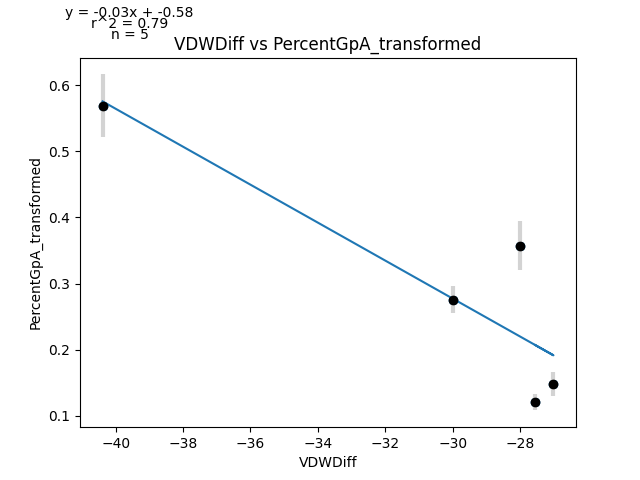 y = -0.03x + -0.58
r^2 = 0.79
n = 5
VDWDiff vs PercentGpA_transformed
0.6
0.5
0.4
0.3
0.2
0.1
PercentGpA_transformed
−40
−38
−36
−34
−32
−30
−28
VDWDiff